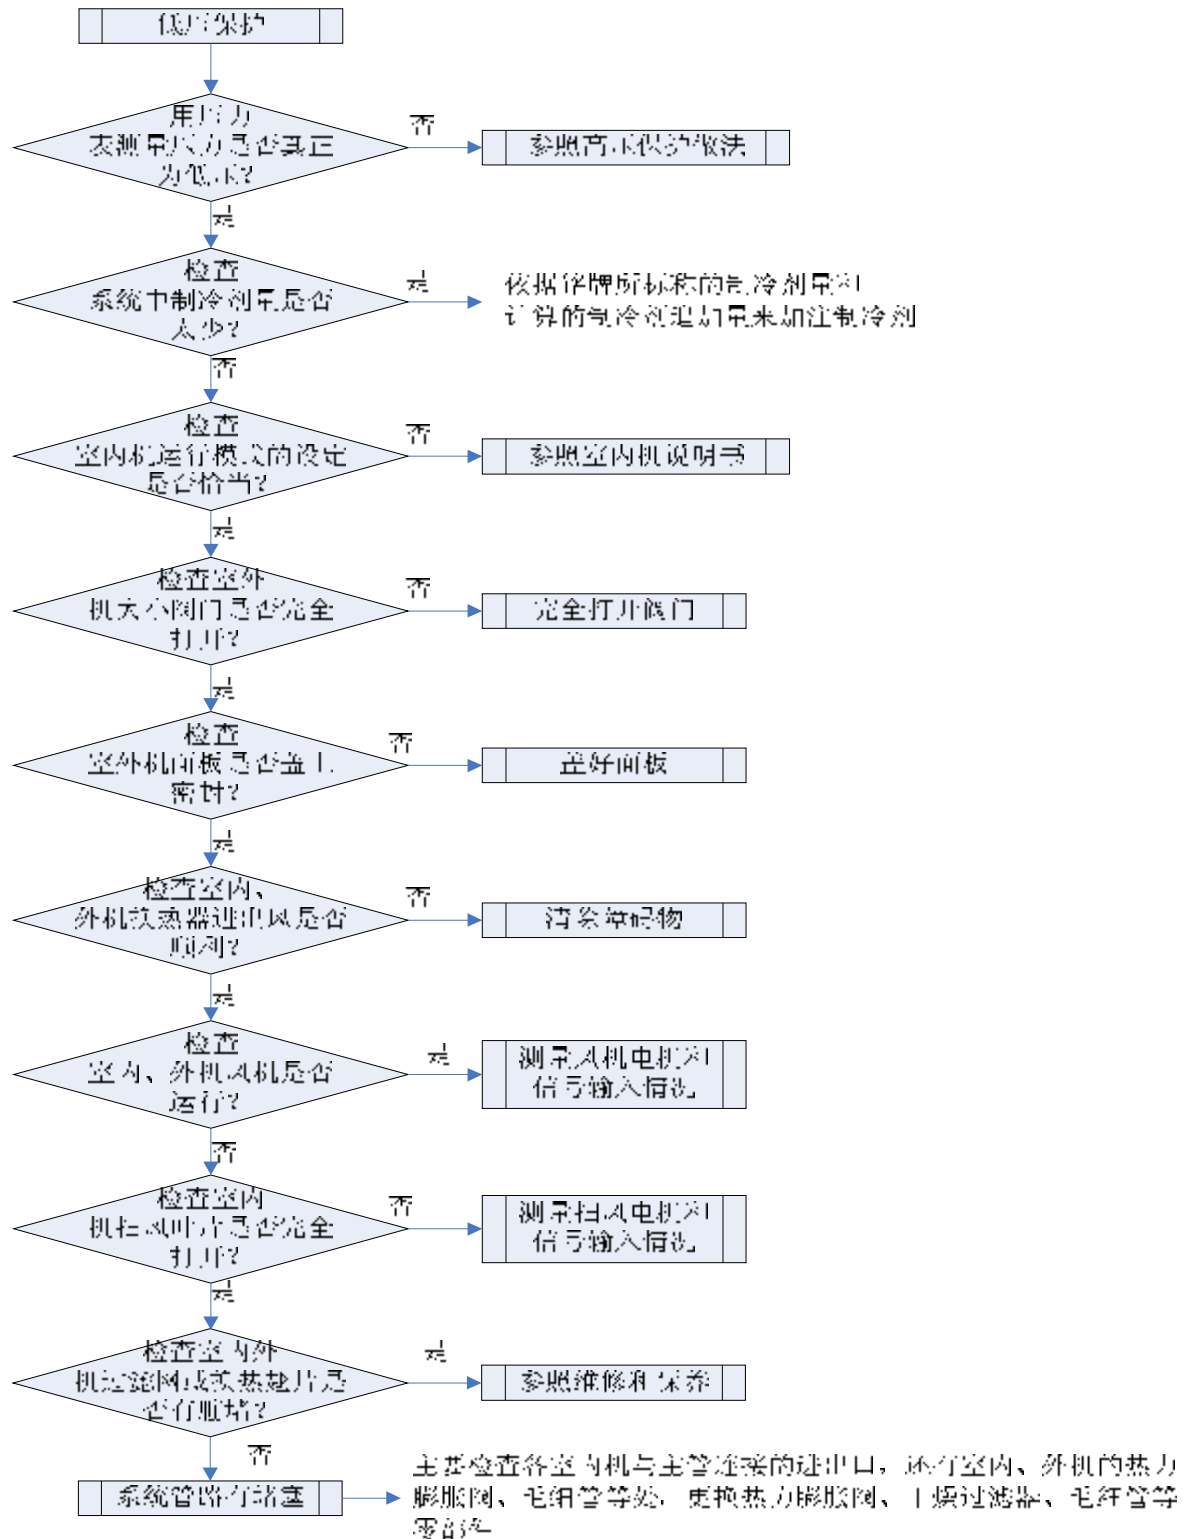 低压保护
用压力
表测量压力是否真正
为低压?
否
参照高压保护做法
是
检查
系统中制冷剂量是否
太少?
是
依据铭牌所标称的制冷剂量和
计算的制冷剂追加量来加注制冷剂
否
检查
室内机运行模式的设定
是否恰当?
否
参照室内机说明书
是
检查室外
机大小阀门是否完全
打开?
否
完全打开阀门
是
检查
室外机面板是否盖上
密封?
否
盖好面板
是
检查室内、
外机换热器进出风是否
顺利?
否
清除障碍物
是
检查
室内、外机风机是否
运行?
是
测量风机电机和
信号输入情况
否
检查室内
机扫风叶片是否完全
打开?
否
测量扫风电机和
信号输入情况
是
检查室内外
机过滤网或换热翅片是
否有脏堵?
是
参照维修和保养
否
系统管路有堵塞
主要检查各室内机与主管连接的进出口，还有室内、外机的热力
膨胀阀、毛细管等处，更换热力膨胀阀、干燥过滤器、毛细管等
零部件